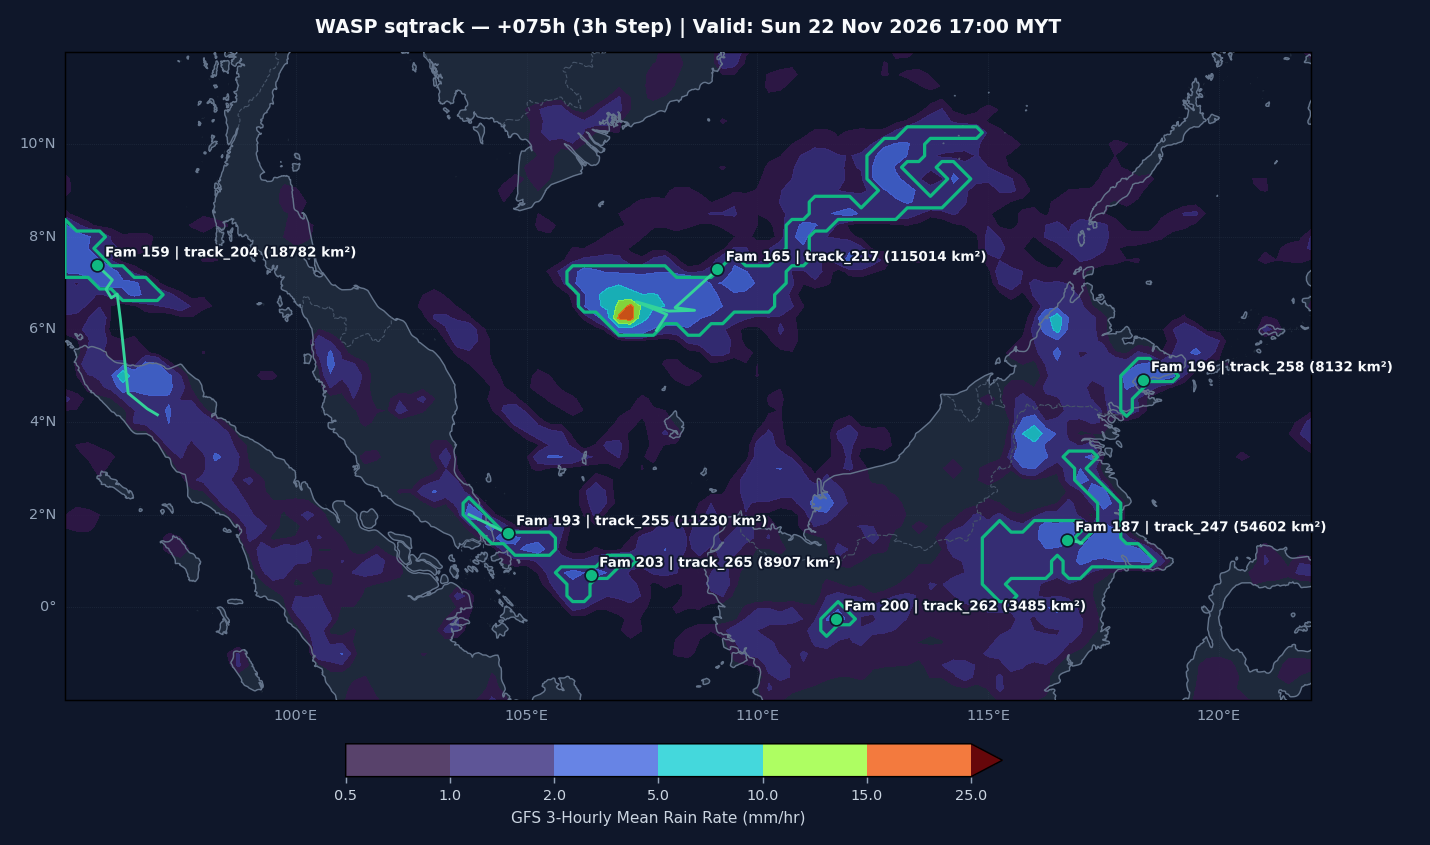 WASP sqtrack — +075h (3h Step) | Valid: Sun 22 Nov 2026 17:00 MYT
10°N
8°N
6°N
4°N
2°N
0°
Fam 159 | track_204 (18782 km²)
Fam 165 | track_217 (115014 km²)
Fam 196 | track_258 (8132 km²)
Fam 193 | track_255 (11230 km²)
Fam 187 | track_247 (54602 km²)
Fam 203 | track_265 (8907 km²)
Fam 200 | track_262 (3485 km²)
100°E 105°E 110°E 115°E 120°E
0.5 1.0 2.0 5.0 10.0 15.0 25.0
GFS 3-Hourly Mean Rain Rate (mm/hr)